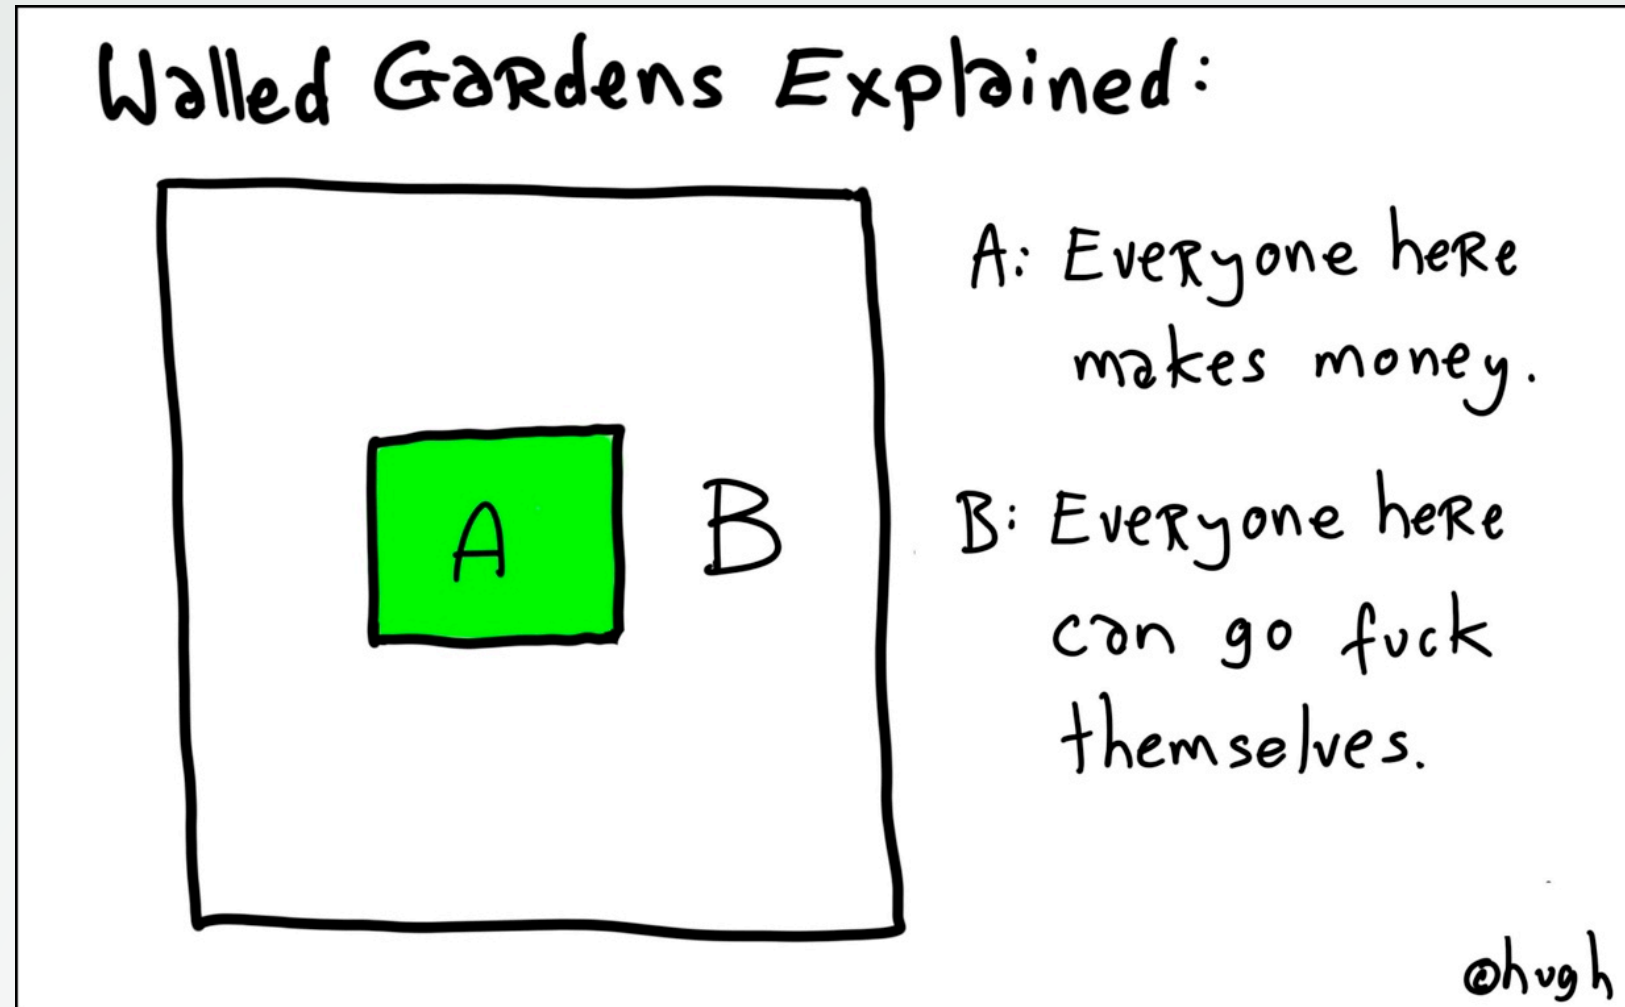 Walled Gardens Explained:
A
B
A: Everyone here
makes money.
B: Everyone here
can go fuck
themselves.
@hugh